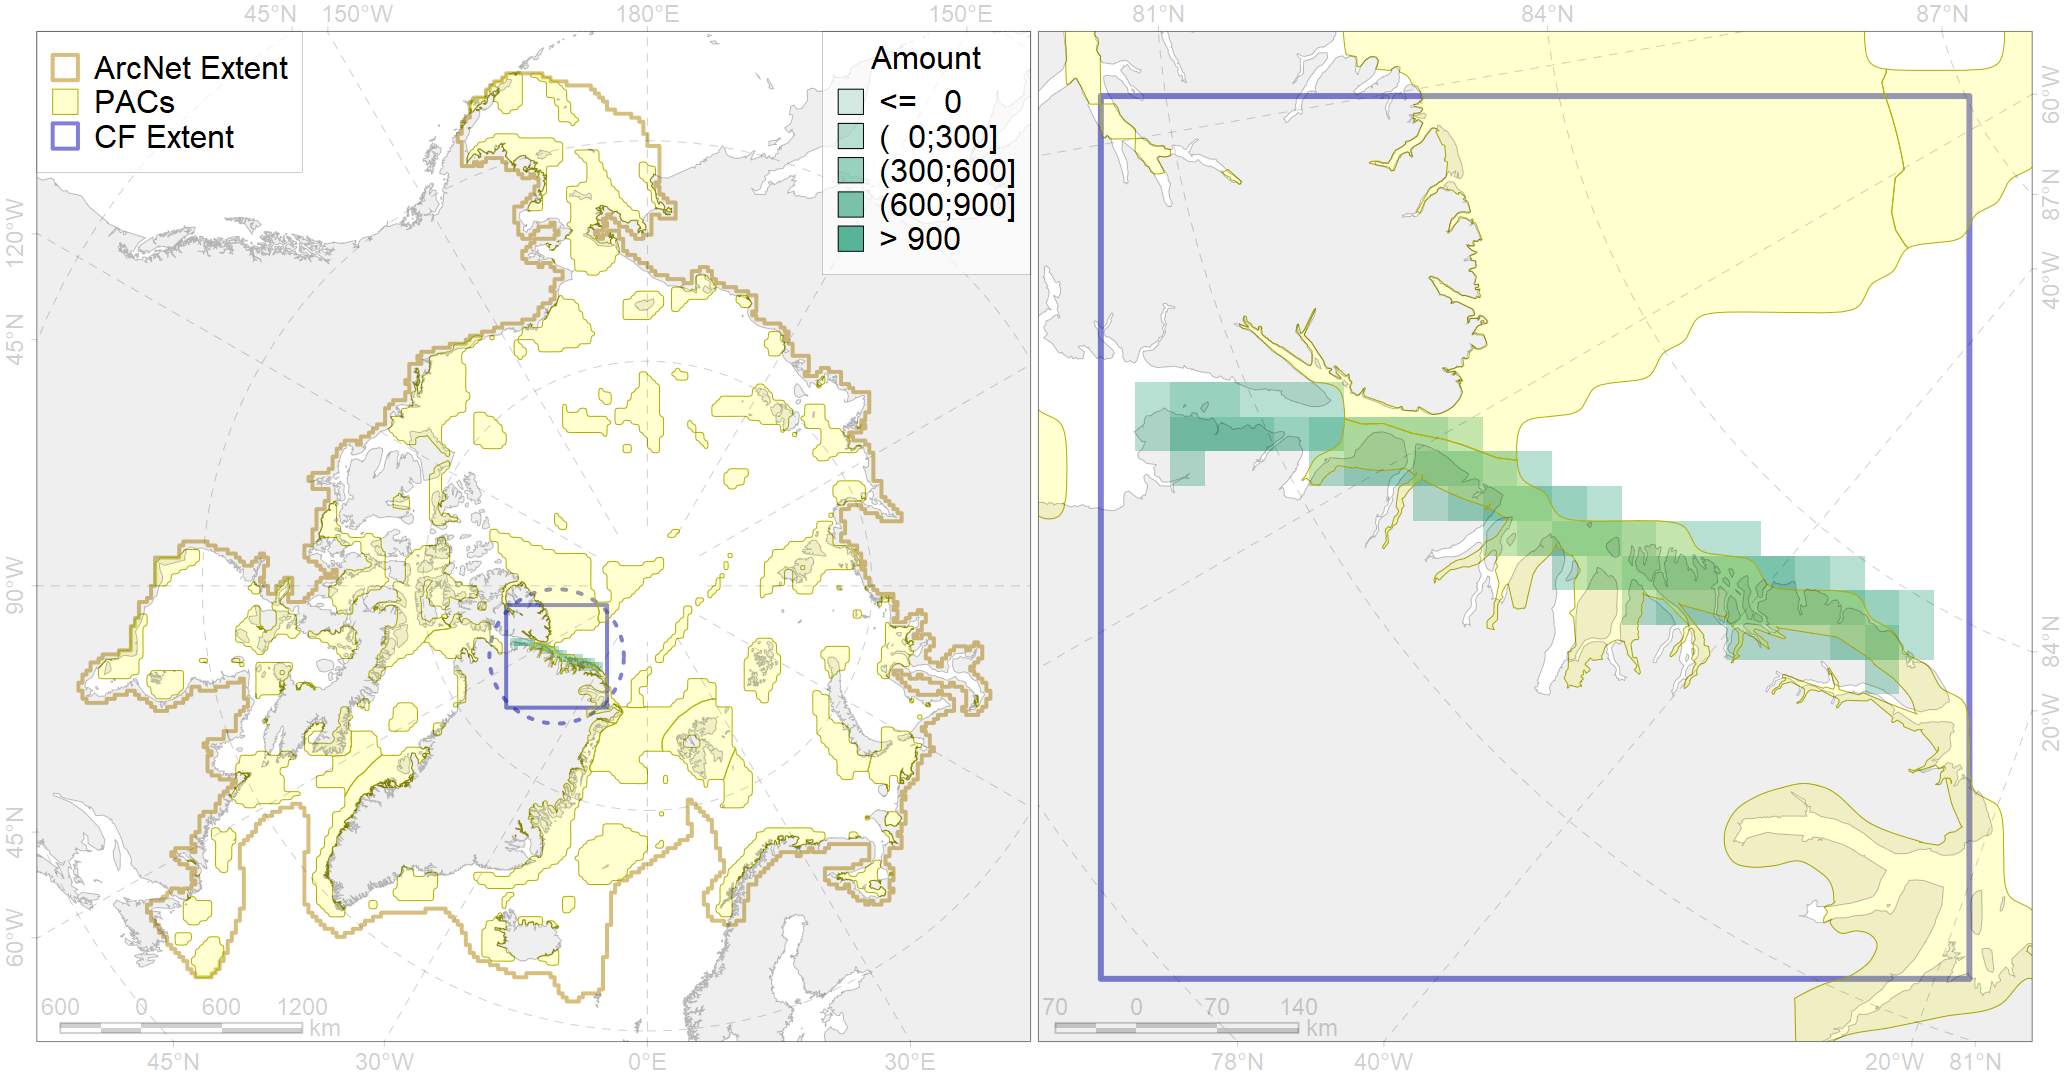 45°N 150°W 180°E 150°E 81°N 84°N 87°N
ArcNet Extent
PACs
CF Extent
Amount
<= 0
( 0;300]
(300;600]
(600;900]
> 900
120°W
45°N
90°W
45°N
60°W
60°W
87°N
40°W
84°N
20°W
600 0 600 1200
km
70 0 70 140
km
45°N 30°W 0°E 30°E 78°N 40°W 20°W 81°N